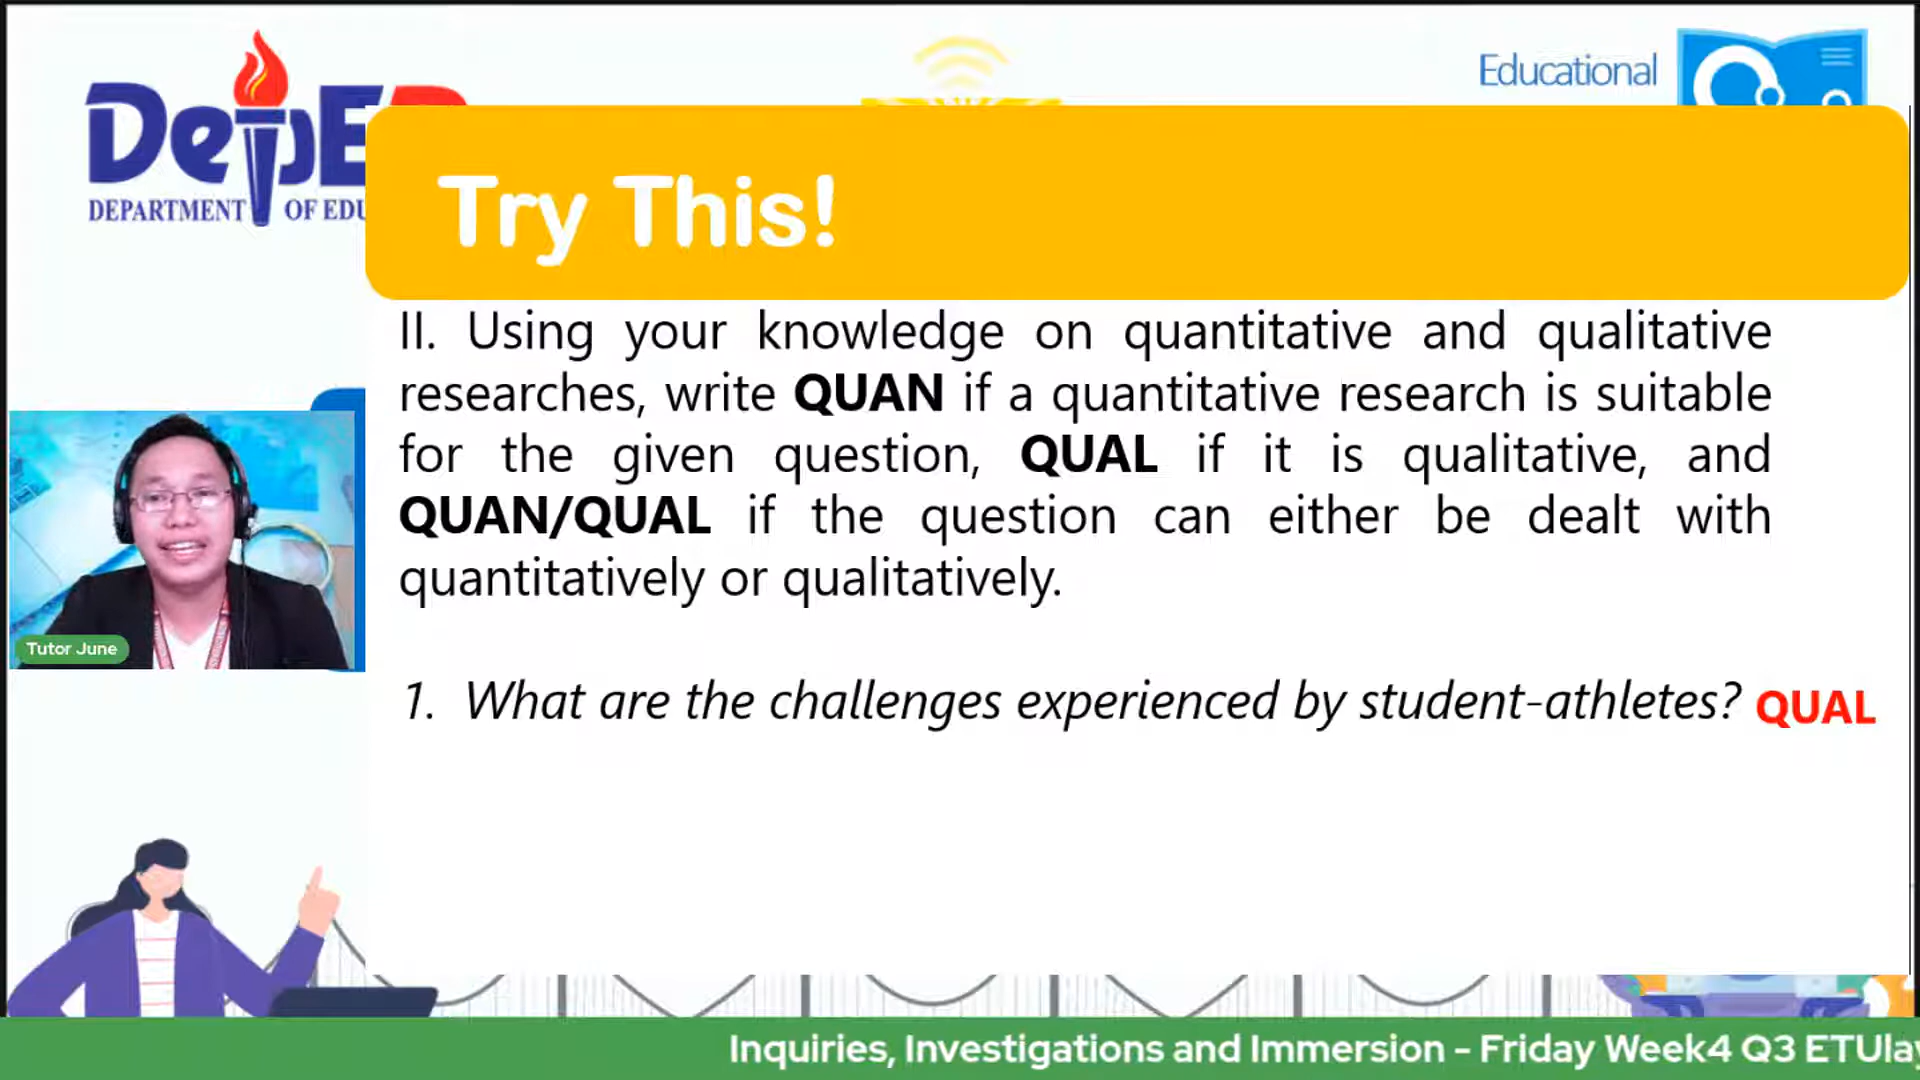 DepED
DEPARTMENT OF EDU
Educational
Try This!
II. Using your knowledge on quantitative and qualitative
researches, write QUAN if a quantitative research is suitable
for the given question, QUAL if it is qualitative, and
QUAN/QUAL if the question can either be dealt with
quantitatively or qualitatively.
Tutor June
1. What are the challenges experienced by student-athletes? QUAL
Inquiries, Investigations and Immersion - Friday Week4 Q3 ETUlay